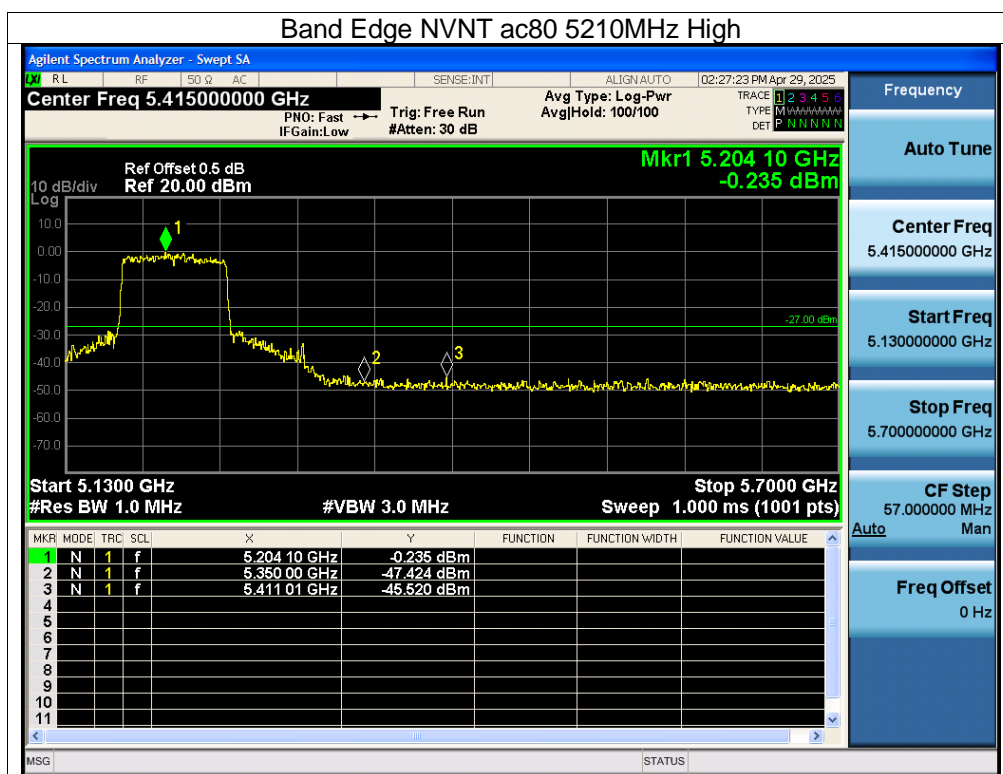 Band Edge NVNT ac80 5210MHz High
Agilent Spectrum Analyzer - Swept SA
LXI RL RF 50 Ω AC SENSE:INT ALIGN AUTO 02:27:23 PM Apr 29, 2025
Center Freq 5.415000000 GHz
PNO: Fast
IFGain:Low
Trig: Free Run
#Atten: 30 dB
Avg Type: Log-Pwr
Avg|Hold: 100/100
TRACE 1 2 3 4 5 6
TYPE M W W W W W
DET P N N N N N
Mkr1 5.204 10 GHz
-0.235 dBm
Ref Offset 0.5 dB
10 dB/div Ref 20.00 dBm
Log
10.0
0.00
-10.0
-20.0
-30.0
-40.0
-50.0
-60.0
-70.0
1
2
3
-27.00 dBm
Start 5.1300 GHz Stop 5.7000 GHz
#Res BW 1.0 MHz #VBW 3.0 MHz Sweep 1.000 ms (1001 pts)
MKR MODE TRC SCL X Y FUNCTION FUNCTION WIDTH FUNCTION VALUE
1 N 1 f 5.204 10 GHz -0.235 dBm
2 N 1 f 5.350 00 GHz -47.424 dBm
3 N 1 f 5.411 01 GHz -45.520 dBm
4
5
6
7
8
9
10
11
MSG STATUS
Frequency
Auto Tune
Center Freq
5.415000000 GHz
Start Freq
5.130000000 GHz
Stop Freq
5.700000000 GHz
CF Step
57.000000 MHz
Auto Man
Freq Offset
0 Hz